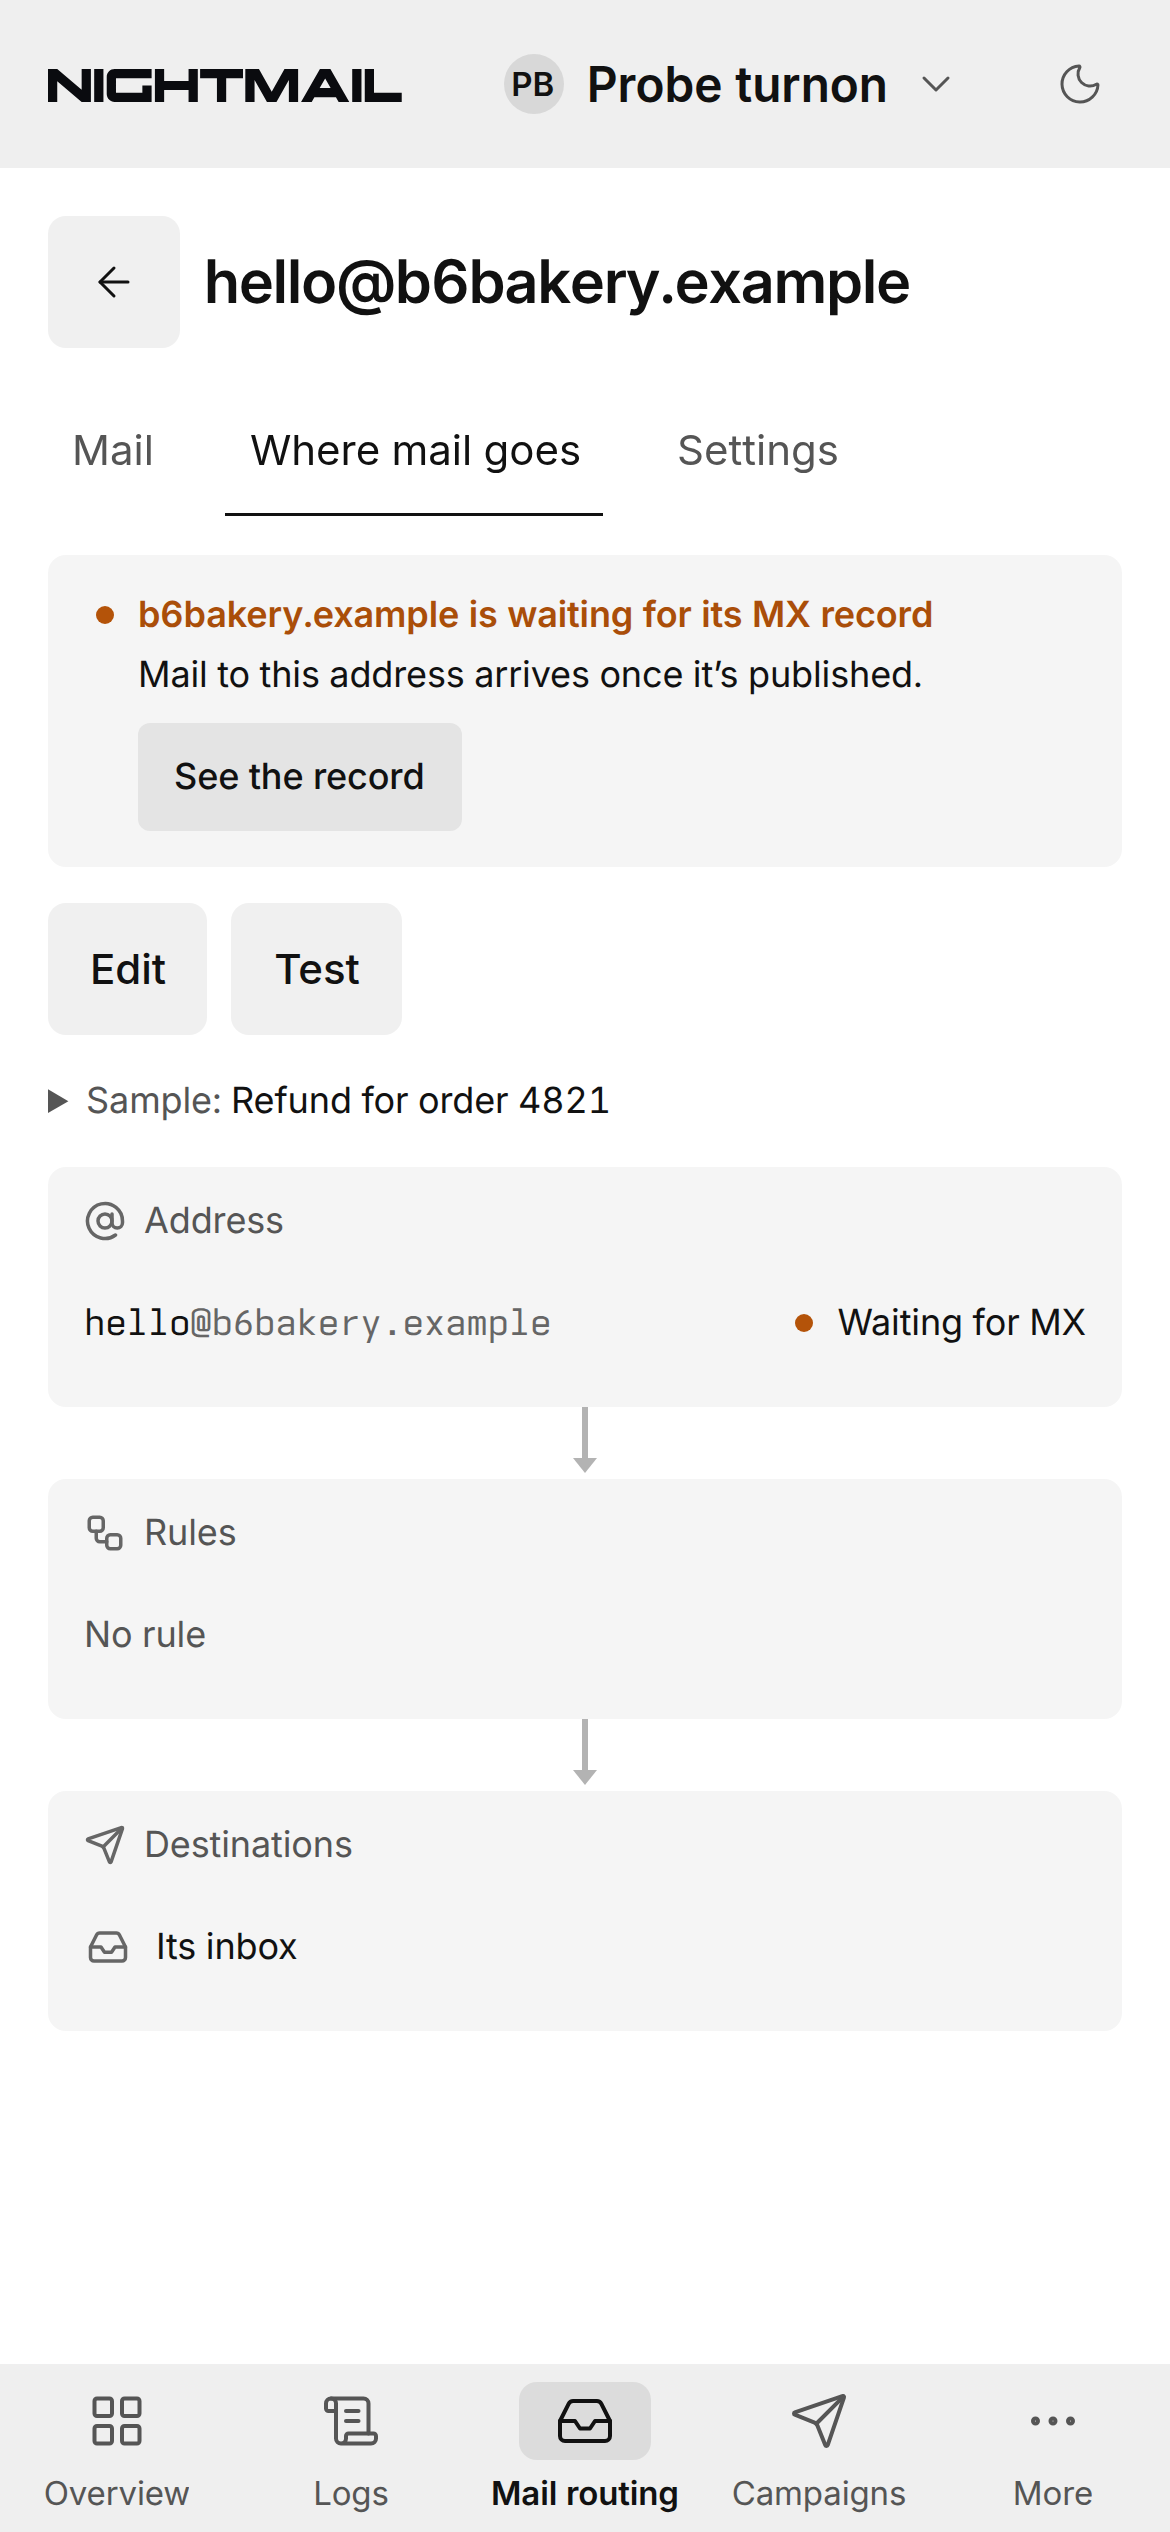 NIGHTMAIL
PB Probe turnon
hello@b6bakery.example
Mail Where mail goes Settings
b6bakery.example is waiting for its MX record
Mail to this address arrives once it’s published.
See the record
Edit Test
Sample: Refund for order 4821
Address
hello@b6bakery.example Waiting for MX
Rules
No rule
Destinations
Its inbox
Overview Logs Mail routing Campaigns More